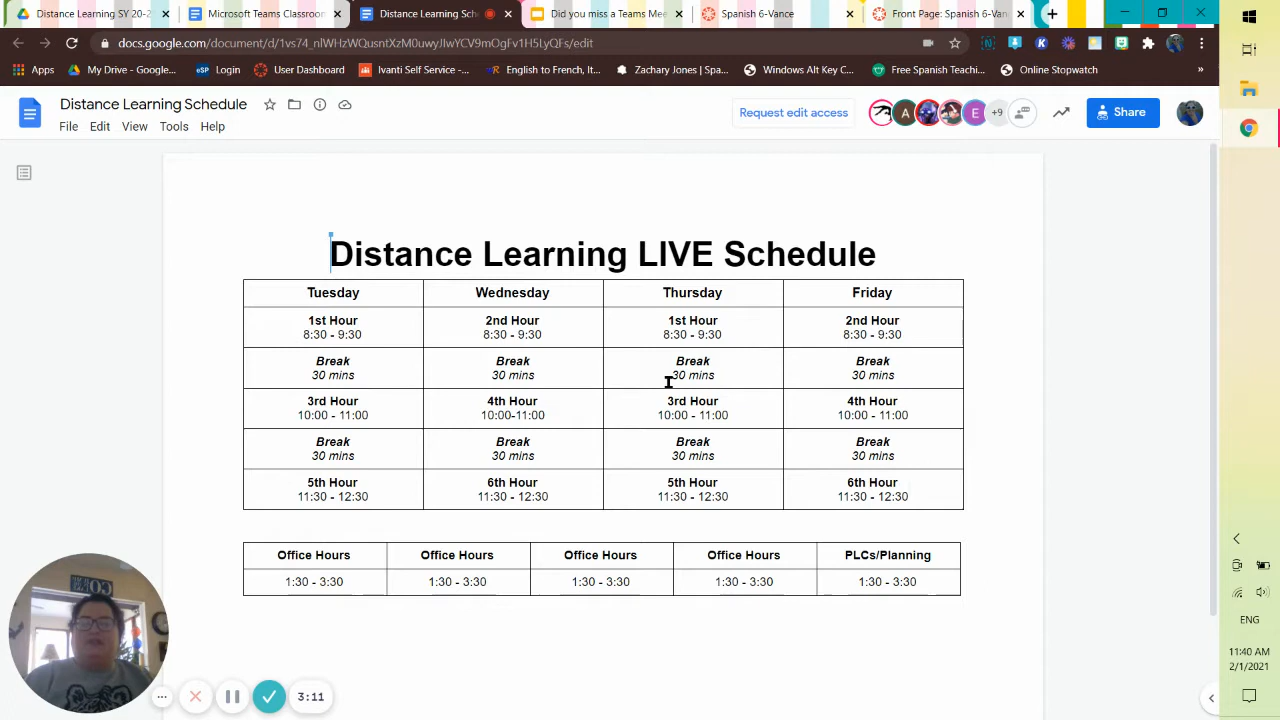 Distance Learning SY 20-2
Microsoft Teams Classroom
Distance Learning Sch
Did you miss a Teams Mee
Spanish 6-Vance
Front Page: Spanish 6-Van
docs.google.com/document/d/1vs74_nlWHzWQusntXzM0uwyJIwYCV9mOgFv1H5LyQFs/edit
Apps My Drive - Google... Login User Dashboard Ivanti Self Service -... English to French, It... Zachary Jones | Spa... Windows Alt Key C... Free Spanish Teachi... Online Stopwatch »
Distance Learning Schedule
File Edit View Tools Help
Request edit access
A
E
+9
Share
Distance Learning LIVE Schedule
Tuesday Wednesday Thursday Friday
1st Hour 2nd Hour 1st Hour 2nd Hour
8:30 - 9:30 8:30 - 9:30 8:30 - 9:30 8:30 - 9:30
Break Break Break Break
30 mins 30 mins 30 mins 30 mins
3rd Hour 4th Hour 3rd Hour 4th Hour
10:00 - 11:00 10:00-11:00 10:00 - 11:00 10:00 - 11:00
Break Break Break Break
30 mins 30 mins 30 mins 30 mins
5th Hour 6th Hour 5th Hour 6th Hour
11:30 - 12:30 11:30 - 12:30 11:30 - 12:30 11:30 - 12:30
Office Hours Office Hours Office Hours Office Hours PLCs/Planning
1:30 - 3:30 1:30 - 3:30 1:30 - 3:30 1:30 - 3:30 1:30 - 3:30
3:11
ENG
11:40 AM
2/1/2021